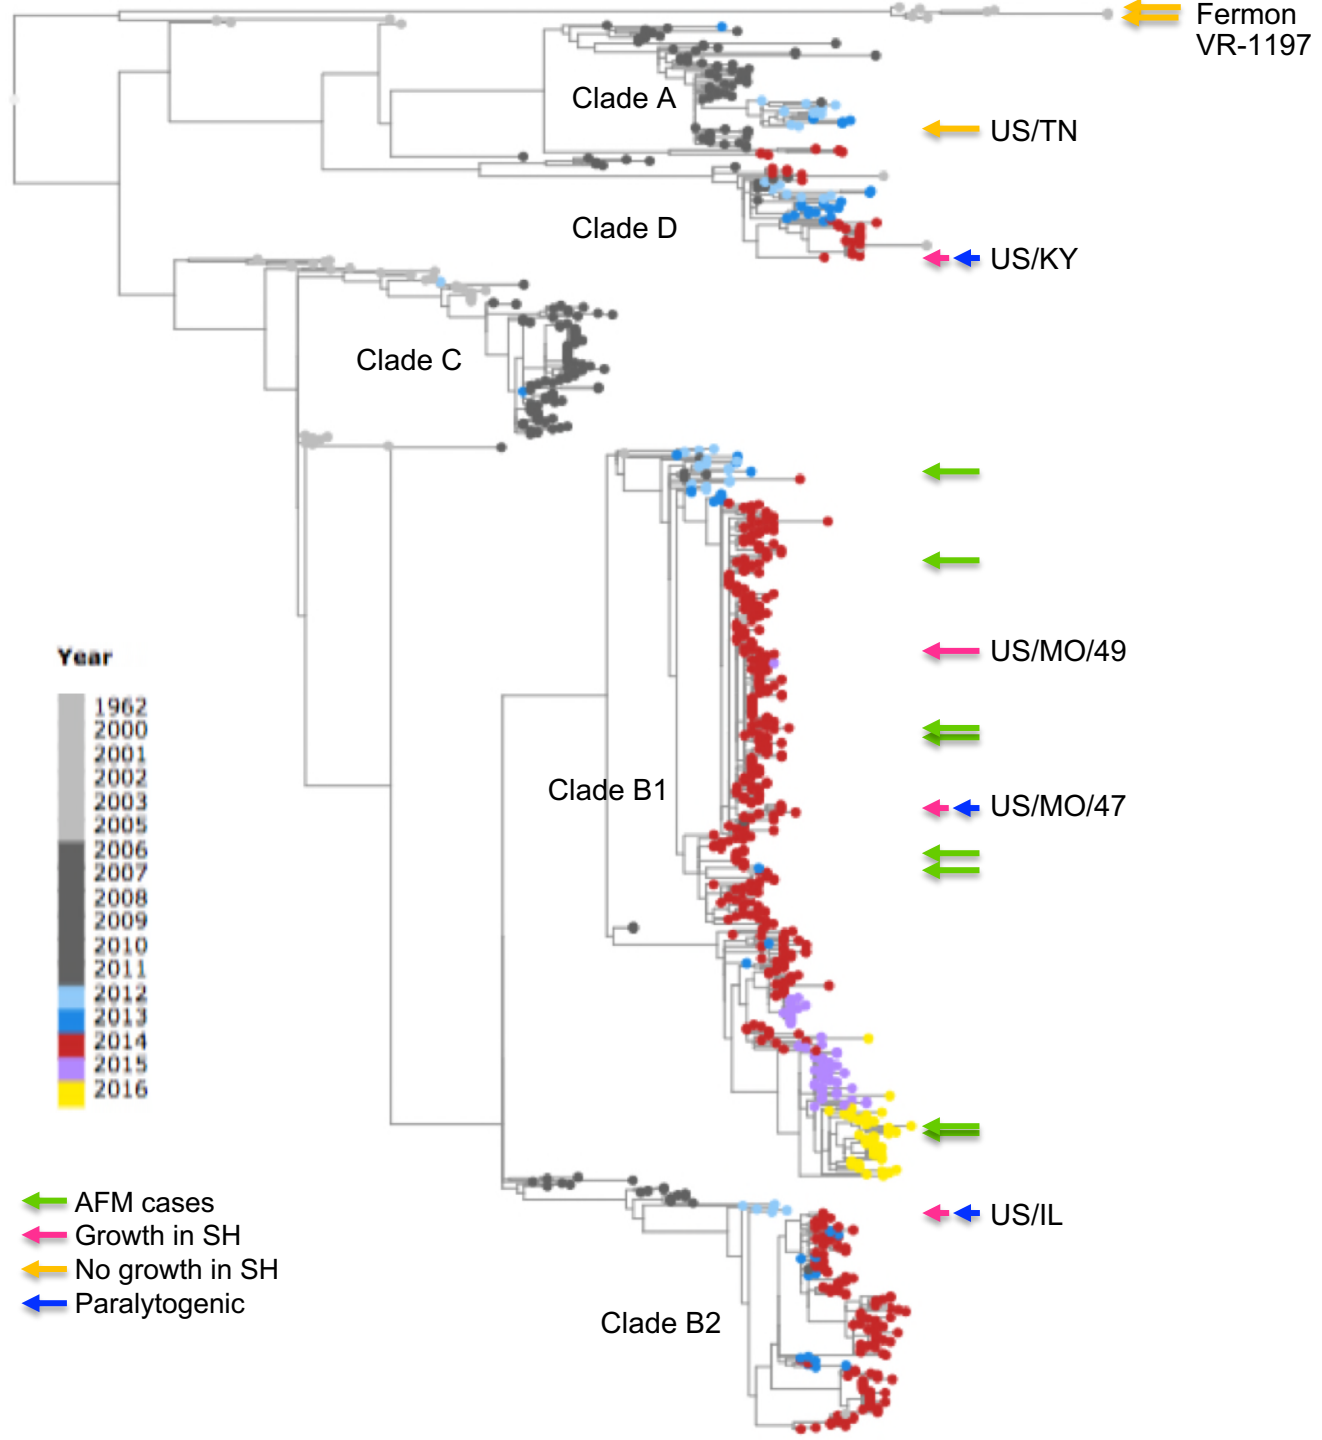 Fermon
VR-1197
Clade A
US/TN
Clade D
US/KY
Clade C
Year
1962
2000
2001
2002
2003
2005
2006
2007
2008
2009
2010
2011
2012
2013
2014
2015
2016
US/MO/49
Clade B1
US/MO/47
AFM cases
Growth in SH
No growth in SH
Paralytogenic
US/IL
Clade B2